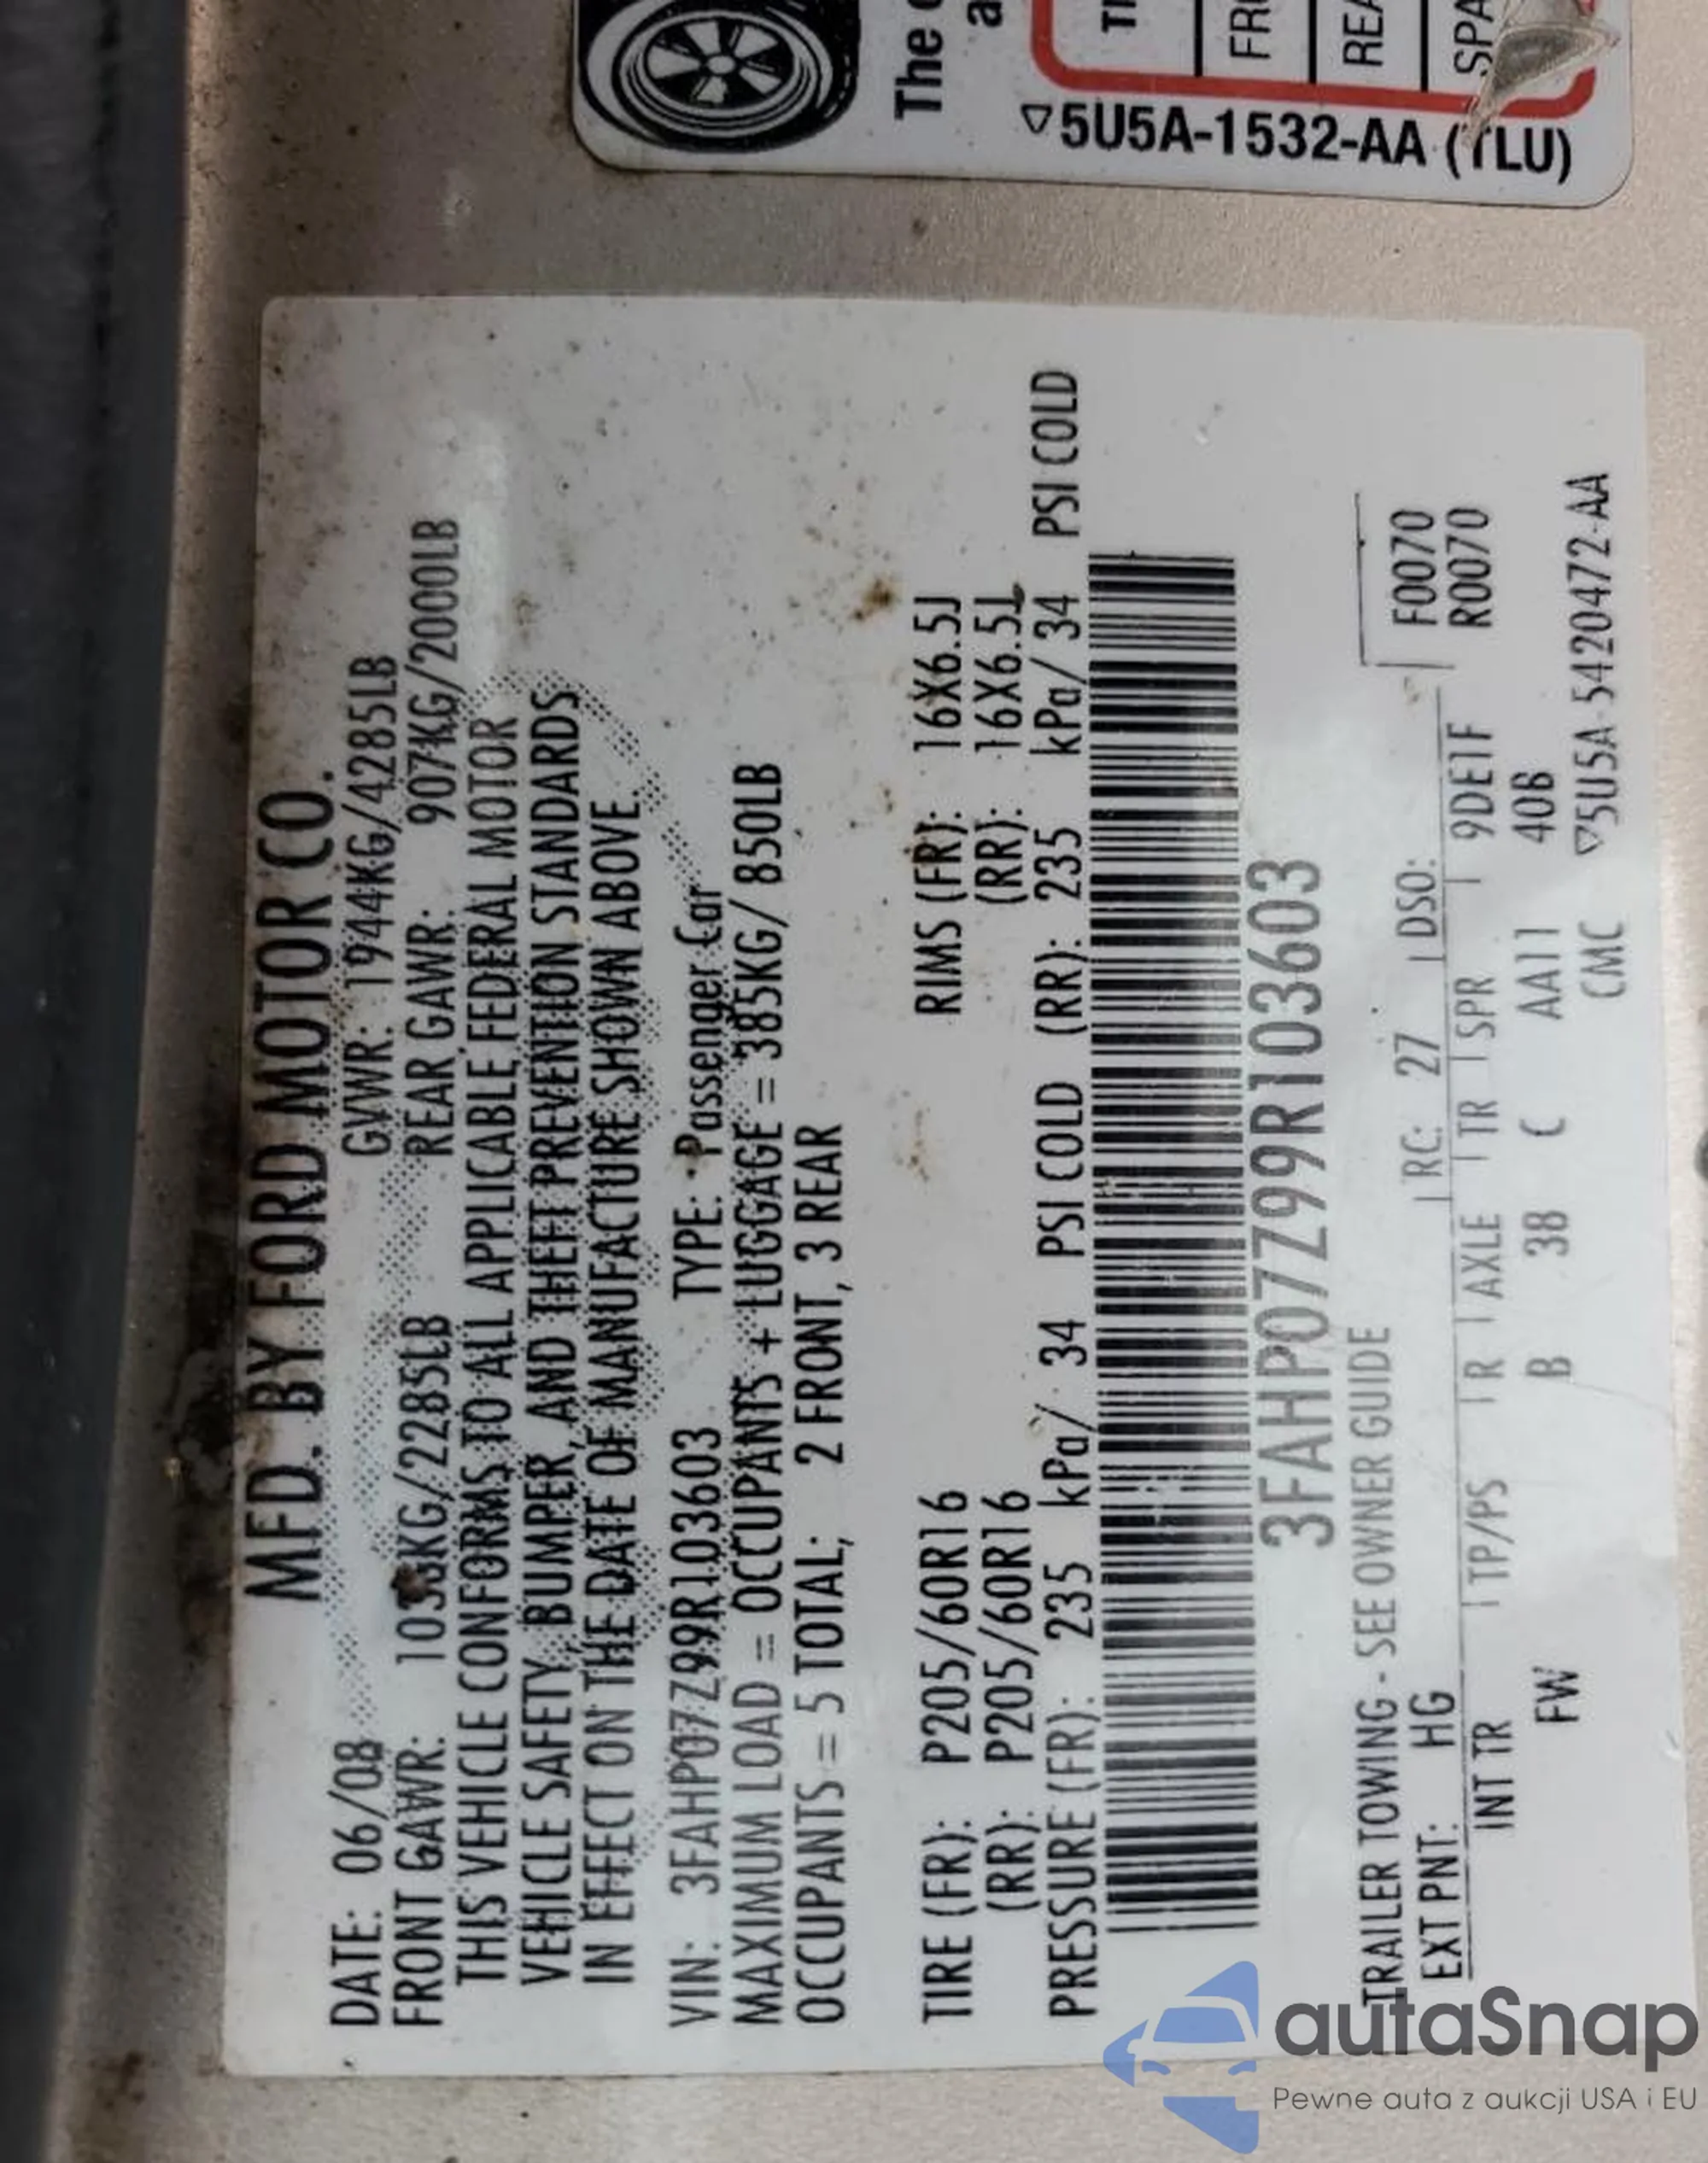 MFD. BY FORD MOTOR CO.
DATE: 06/08 GVWR: 1944KG/4285LB
FRONT GAWR: 1036KG/2285LB REAR GAWR: 907KG/2000LB
THIS VEHICLE CONFORMS TO ALL APPLICABLE FEDERAL MOTOR
VEHICLE SAFETY, BUMPER, AND THEFT PREVENTION STANDARDS
IN EFFECT ON THE DATE OF MANUFACTURE SHOWN ABOVE.
VIN: 3FAHP07Z99R103603 TYPE: Passenger Car
MAXIMUM LOAD = OCCUPANTS + LUGGAGE = 385KG/ 850LB
OCCUPANTS = 5 TOTAL; 2 FRONT, 3 REAR
TIRE (FR): P205/60R16 RIMS (FR): 16X6.5J
(RR): P205/60R16 (RR): 16X6.5J
PRESSURE (FR): 235 kPa/ 34 PSI COLD (RR): 235 kPa/ 34 PSI COLD
3FAHP07Z99R103603
TRAILER TOWING - SEE OWNER GUIDE
EXT PNT: HG RC: 27 DSO: F0070
R0070
INT TR TP/PS R AXLE TR SPR 9DE1F
FW B 38 C AA11 40B
CMC ▽5U5A-5420472-AA
The
a
FR
REA
SPA
◁5U5A-1532-AA (TLU)
autaSnap
Pewne auta z aukcji USA i EU